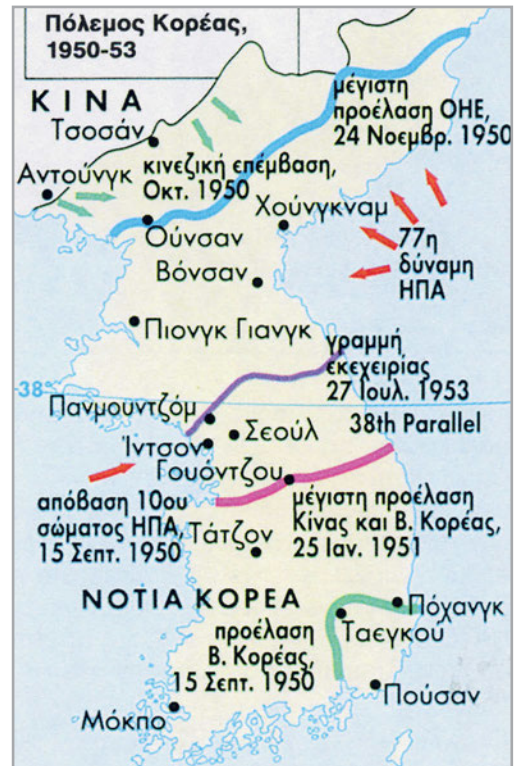 Πόλεμος Κορέας,
1950-53
ΚΙΝΑ
Τσοσάν
Αντούνγκ
μέγιστη
προέλαση ΟΗΕ,
24 Νοεμβρ. 1950
κινεζική επέμβαση,
Οκτ. 1950
Χούνγκναμ
Ούνσαν
77η
δύναμη
ΗΠΑ
Βόνσαν
Πιονγκ Γιανγκ
γραμμή
εκεχειρίας
27 Ιουλ. 1953
38°
38th Parallel
Πανμουντζόμ
Σεούλ
Ίντσον
Γουόντζου
απόβαση 10ου
σώματος ΗΠΑ,
15 Σεπτ. 1950
μέγιστη προέλαση
Κίνας και Β. Κορέας,
25 Ιαν. 1951
Τάτζον
ΝΟΤΙΑ ΚΟΡΕΑ
Πόχανγκ
Ταεγκού
προέλαση
Β. Κορέας,
15 Σεπτ. 1950
Πούσαν
Μόκπο